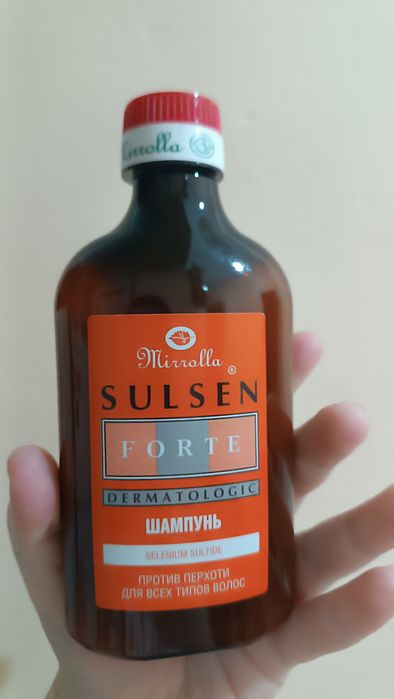 Mirrolla
Mirrolla
®
SULSEN
FORTE
DERMATOLOGIC
ШАМПУНЬ
SELENIUM SULFIDE
ПРОТИВ ПЕРХОТИ
ДЛЯ ВСЕХ ТИПОВ ВОЛОС